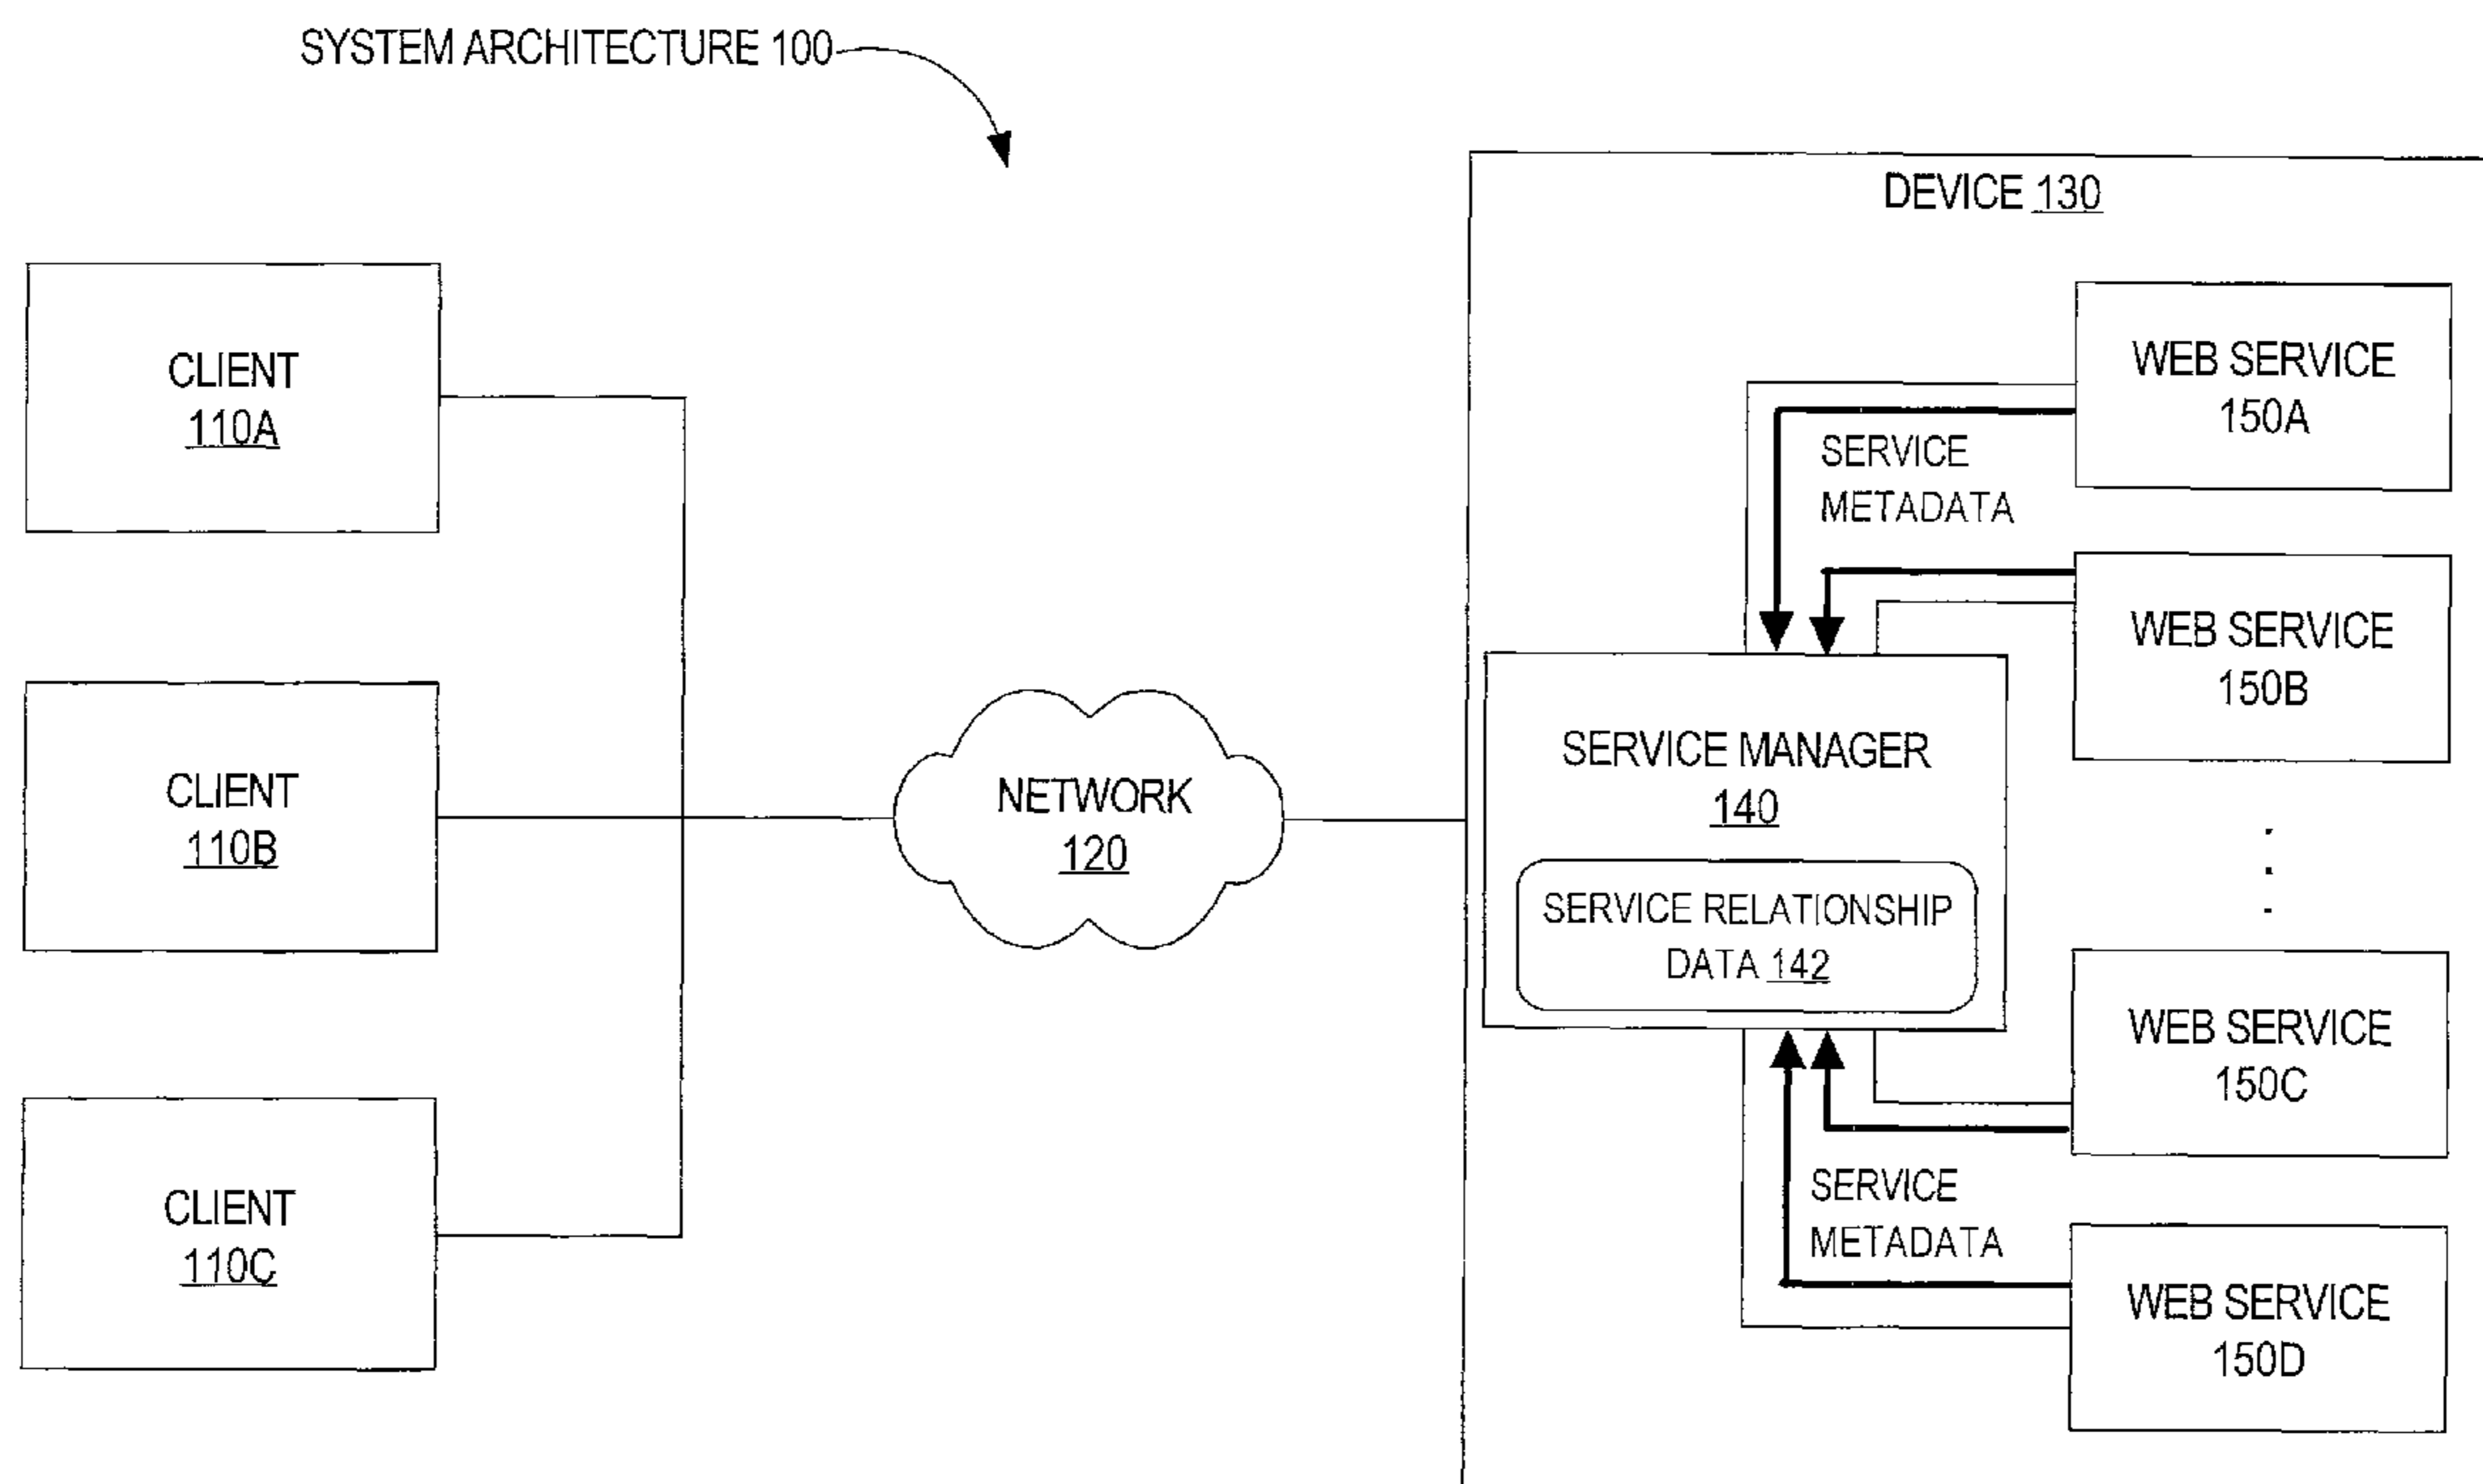 SYSTEM ARCHITECTURE 100
DEVICE 130
CLIENT
110A
CLIENT
110B
CLIENT
110C
NETWORK
120
SERVICE MANAGER
140
SERVICE RELATIONSHIP
DATA 142
SERVICE
METADATA
SERVICE
METADATA
WEB SERVICE
150A
WEB SERVICE
150B
WEB SERVICE
150C
WEB SERVICE
150D